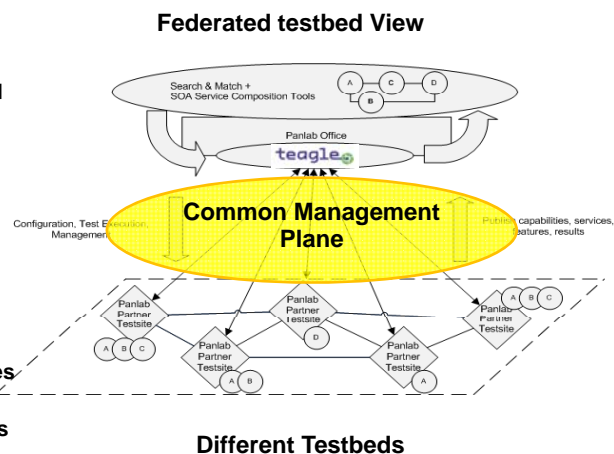 Federated testbed View
Search & Match +
SOA Service Composition Tools
A
C
D
B
Panlab Office
teagle
Common Management
Plane
Configuration, Test Execution,
Management
Publish capabilities, services,
features, results
Panlab
Partner
Testsite
A
B
C
Panlab
Partner
Testsite
A
B
Panlab
Partner
Testsite
D
Panlab
Partner
Testsite
A
Panlab
Partner
Testsite
A
B
C
es
s
Different Testbeds